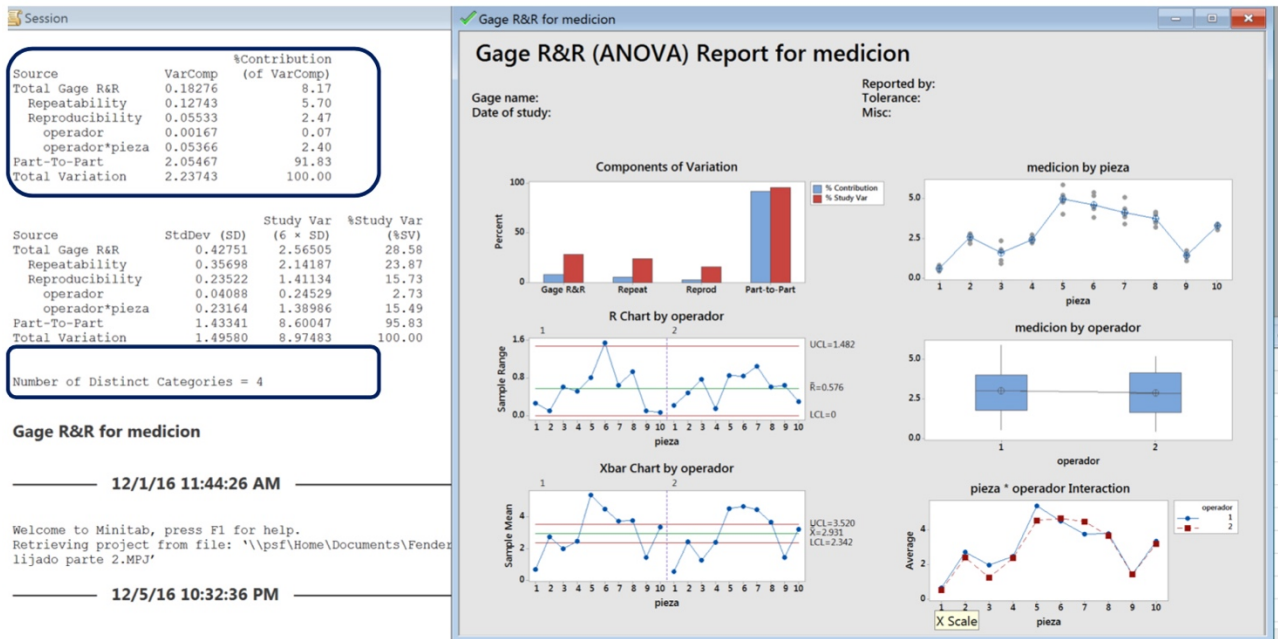 Session
%Contribution
Source VarComp (of VarComp)
Total Gage R&R 0.18276 8.17
Repeatability 0.12743 5.70
Reproducibility 0.05533 2.47
operador 0.00167 0.07
operador*pieza 0.05366 2.40
Part-To-Part 2.05467 91.83
Total Variation 2.23743 100.00
Study Var %Study Var
Source StdDev (SD) (6 × SD) (%SV)
Total Gage R&R 0.42751 2.56505 28.58
Repeatability 0.35698 2.14187 23.87
Reproducibility 0.23522 1.41134 15.73
operador 0.04088 0.24529 2.73
operador*pieza 0.23164 1.38986 15.49
Part-To-Part 1.43341 8.60047 95.83
Total Variation 1.49580 8.97483 100.00
Number of Distinct Categories = 4
Gage R&R for medicion
12/1/16 11:44:26 AM
Welcome to Minitab, press F1 for help.
Retrieving project from file: '\\psf\Home\Documents\Fender
lijado parte 2.MPJ'
12/5/16 10:32:36 PM
Gage R&R for medicion
Gage R&R (ANOVA) Report for medicion
Gage name:
Date of study:
Reported by:
Tolerance:
Misc:
Components of Variation
100
50
0
Percent
% Contribution
% Study Var
Gage R&R Repeat Reprod Part-to-Part
R Chart by operador
1 2
1.6
0.8
0.0
Sample Range
UCL=1.482
R̄=0.576
LCL=0
1 2 3 4 5 6 7 8 9 10 1 2 3 4 5 6 7 8 9 10
pieza
Xbar Chart by operador
1 2
4
2
0
Sample Mean
UCL=3.520
X̿=2.931
LCL=2.342
1 2 3 4 5 6 7 8 9 10 1 2 3 4 5 6 7 8 9 10
pieza
medicion by pieza
5.0
2.5
0.0
1 2 3 4 5 6 7 8 9 10
pieza
medicion by operador
5.0
2.5
0.0
1 2
operador
pieza * operador Interaction
4
2
0
Average
operador
1
2
1 2 3 4 5 6 7 8 9 10
pieza
X Scale